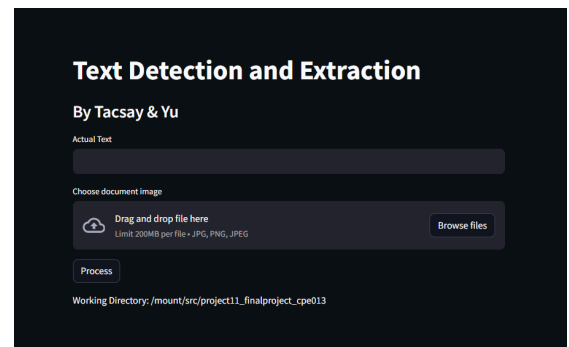 Text Detection and Extraction
By Tacsay & Yu
Actual Text
Choose document image
Drag and drop file here
Limit 200MB per file • JPG, PNG, JPEG
Browse files
Process
Working Directory: /mount/src/project11_finalproject_cpe013